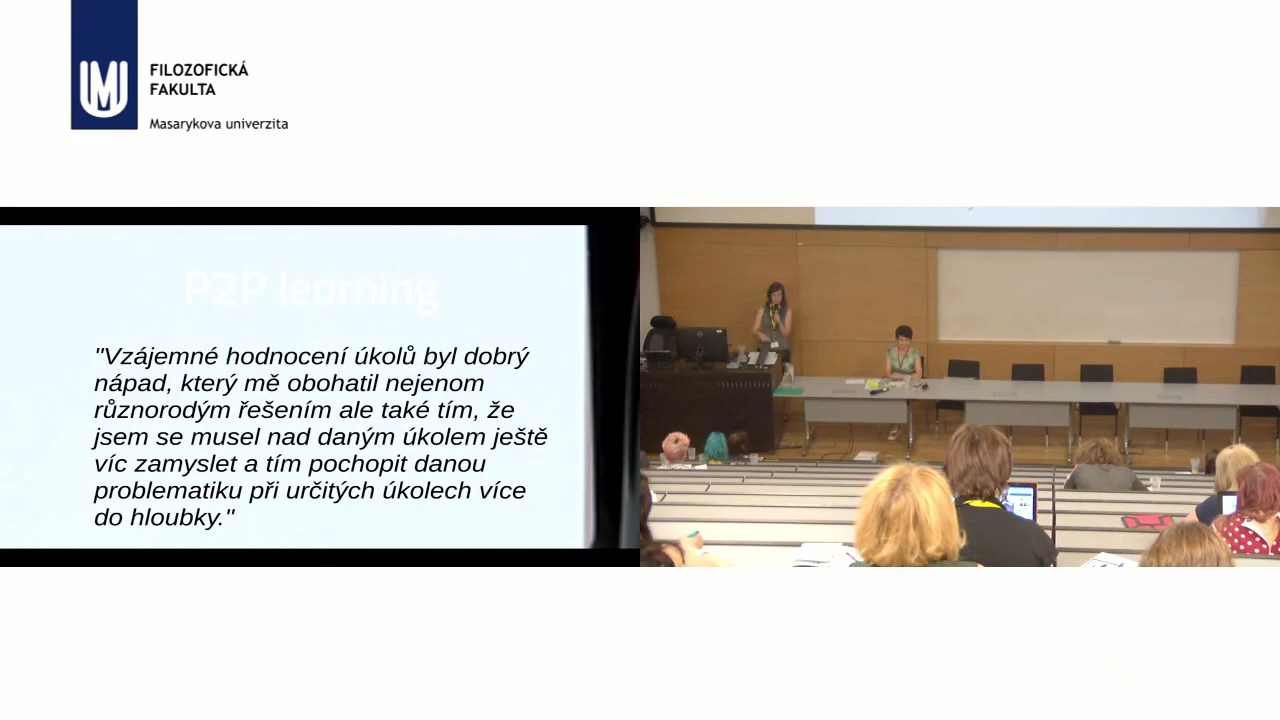 FILOZOFICKÁ
FAKULTA
Masarykova univerzita
P2P learning
"Vzájemné hodnocení úkolů byl dobrý
nápad, který mě obohatil nejenom
různorodým řešením ale také tím, že
jsem se musel nad daným úkolem ještě
víc zamyslet a tím pochopit danou
problematiku při určitých úkolech více
do hloubky."